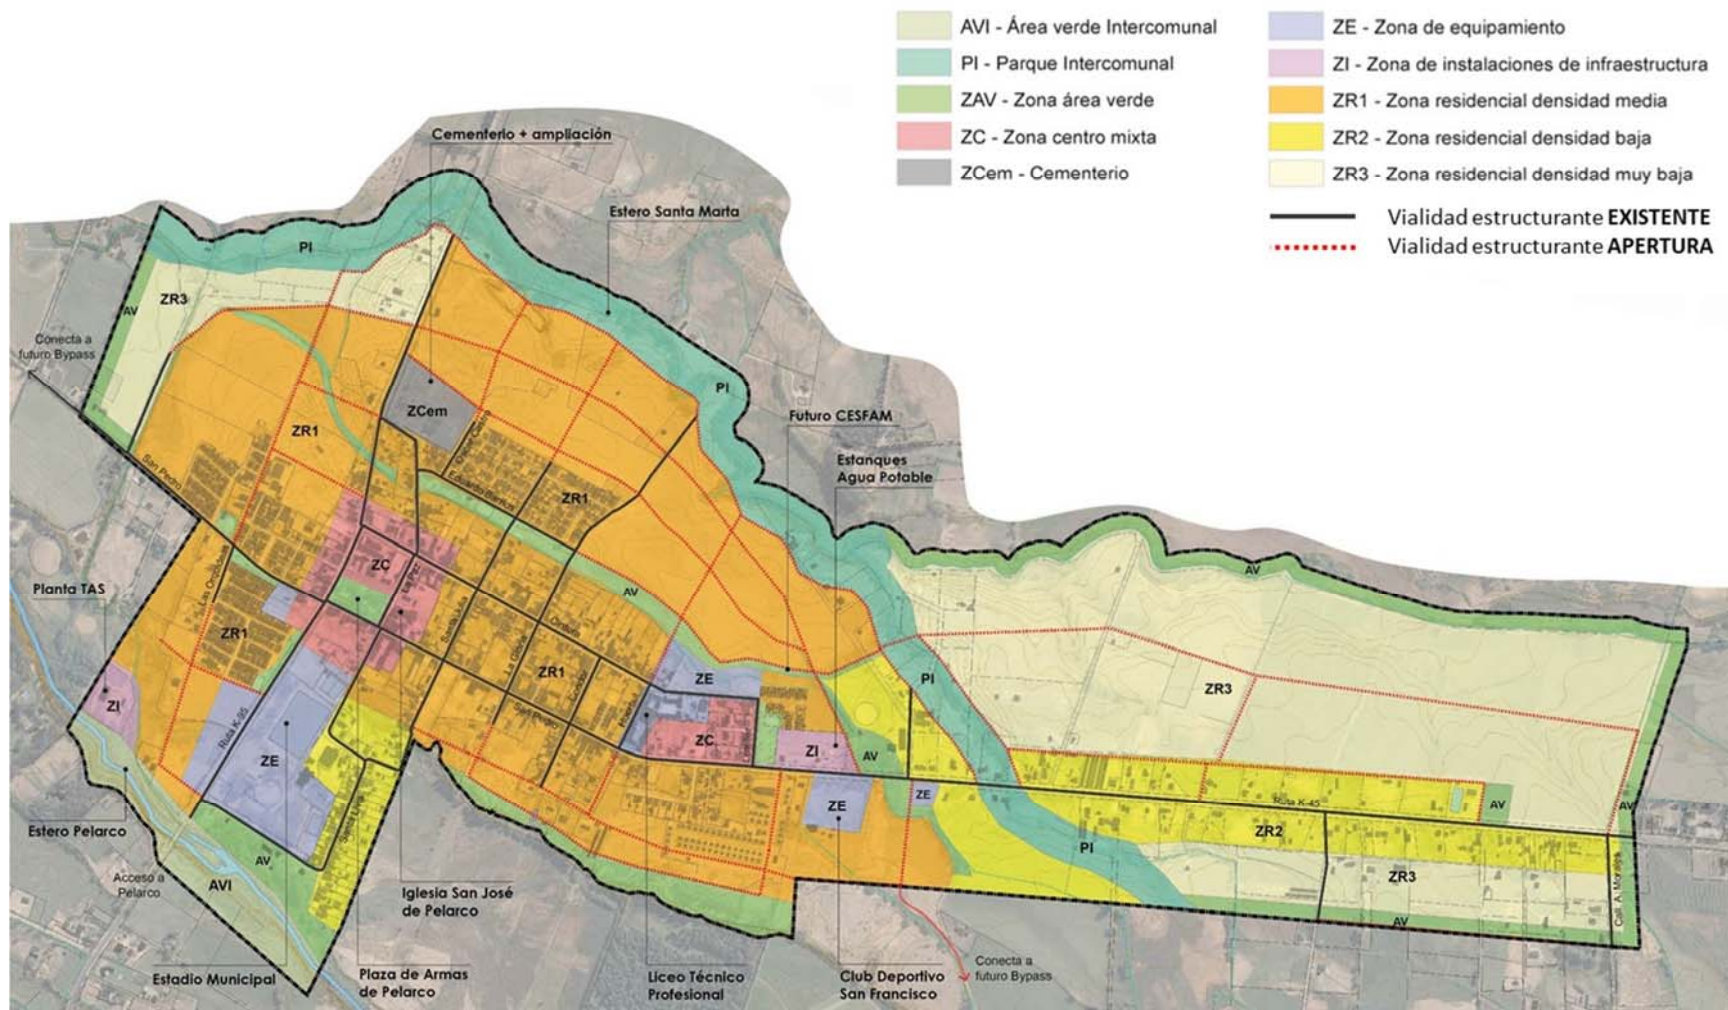 AVI - Área verde Intercomunal
PI - Parque Intercomunal
ZAV - Zona área verde
ZC - Zona centro mixta
ZCem - Cementerio
ZE - Zona de equipamiento
ZI - Zona de instalaciones de infraestructura
ZR1 - Zona residencial densidad media
ZR2 - Zona residencial densidad baja
ZR3 - Zona residencial densidad muy baja
Vialidad estructurante EXISTENTE
Vialidad estructurante APERTURA
Cementerio + ampliación
Estero Santa Marta
PI
ZR3
AV
Conecta a
futuro Bypass
PI
ZCem
Futuro CESFAM
ZR1
Estanques
Agua Potable
San Pedro
ZR1
ZC
AV
AV
Planta TAS
La Paz
ZR1
ZR1
ZE
PI
ZR3
ZI
San Pedro
Ruta K-95
ZC
ZI
AV
ZE
ZE
ZE
Ruta K-45
AV
AV
ZR2
Estero Pelarco
PI
AV
ZR3
Acceso a
Pelarco
AVI
Iglesia San José
de Pelarco
AV
Estadio Municipal
Plaza de Armas
de Pelarco
Liceo Técnico
Profesional
Club Deportivo
San Francisco
Conecta a
futuro Bypass